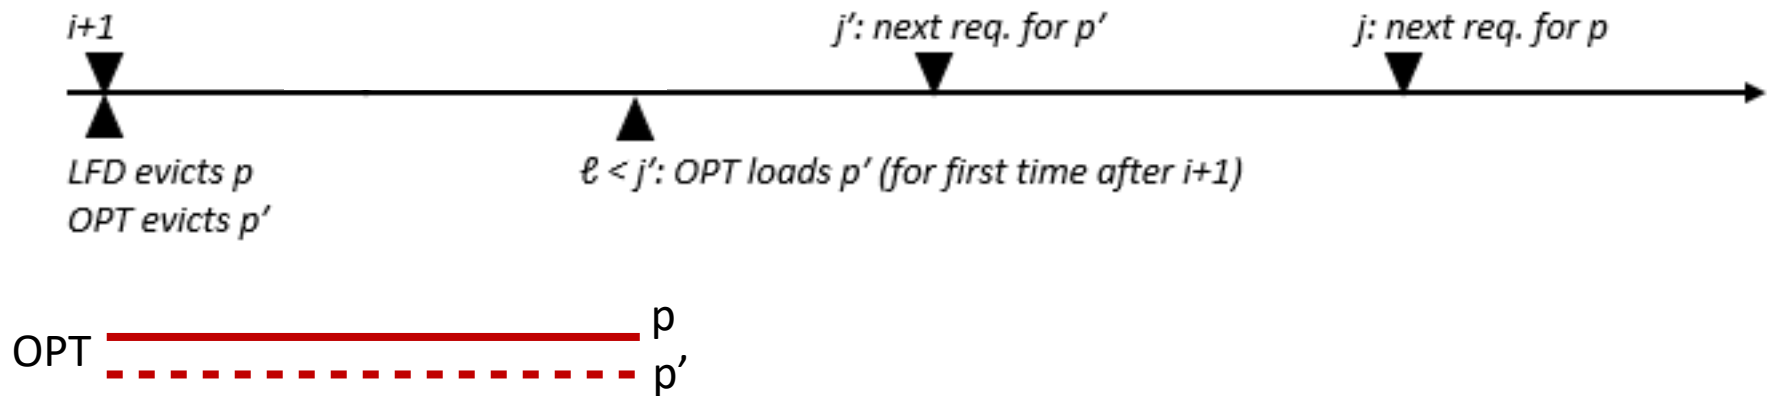 i+1
j′: next req. for p′
j: next req. for p
LFD evicts p
OPT evicts p′
ℓ < j′: OPT loads p′ (for first time after i+1)
OPT
p
p′